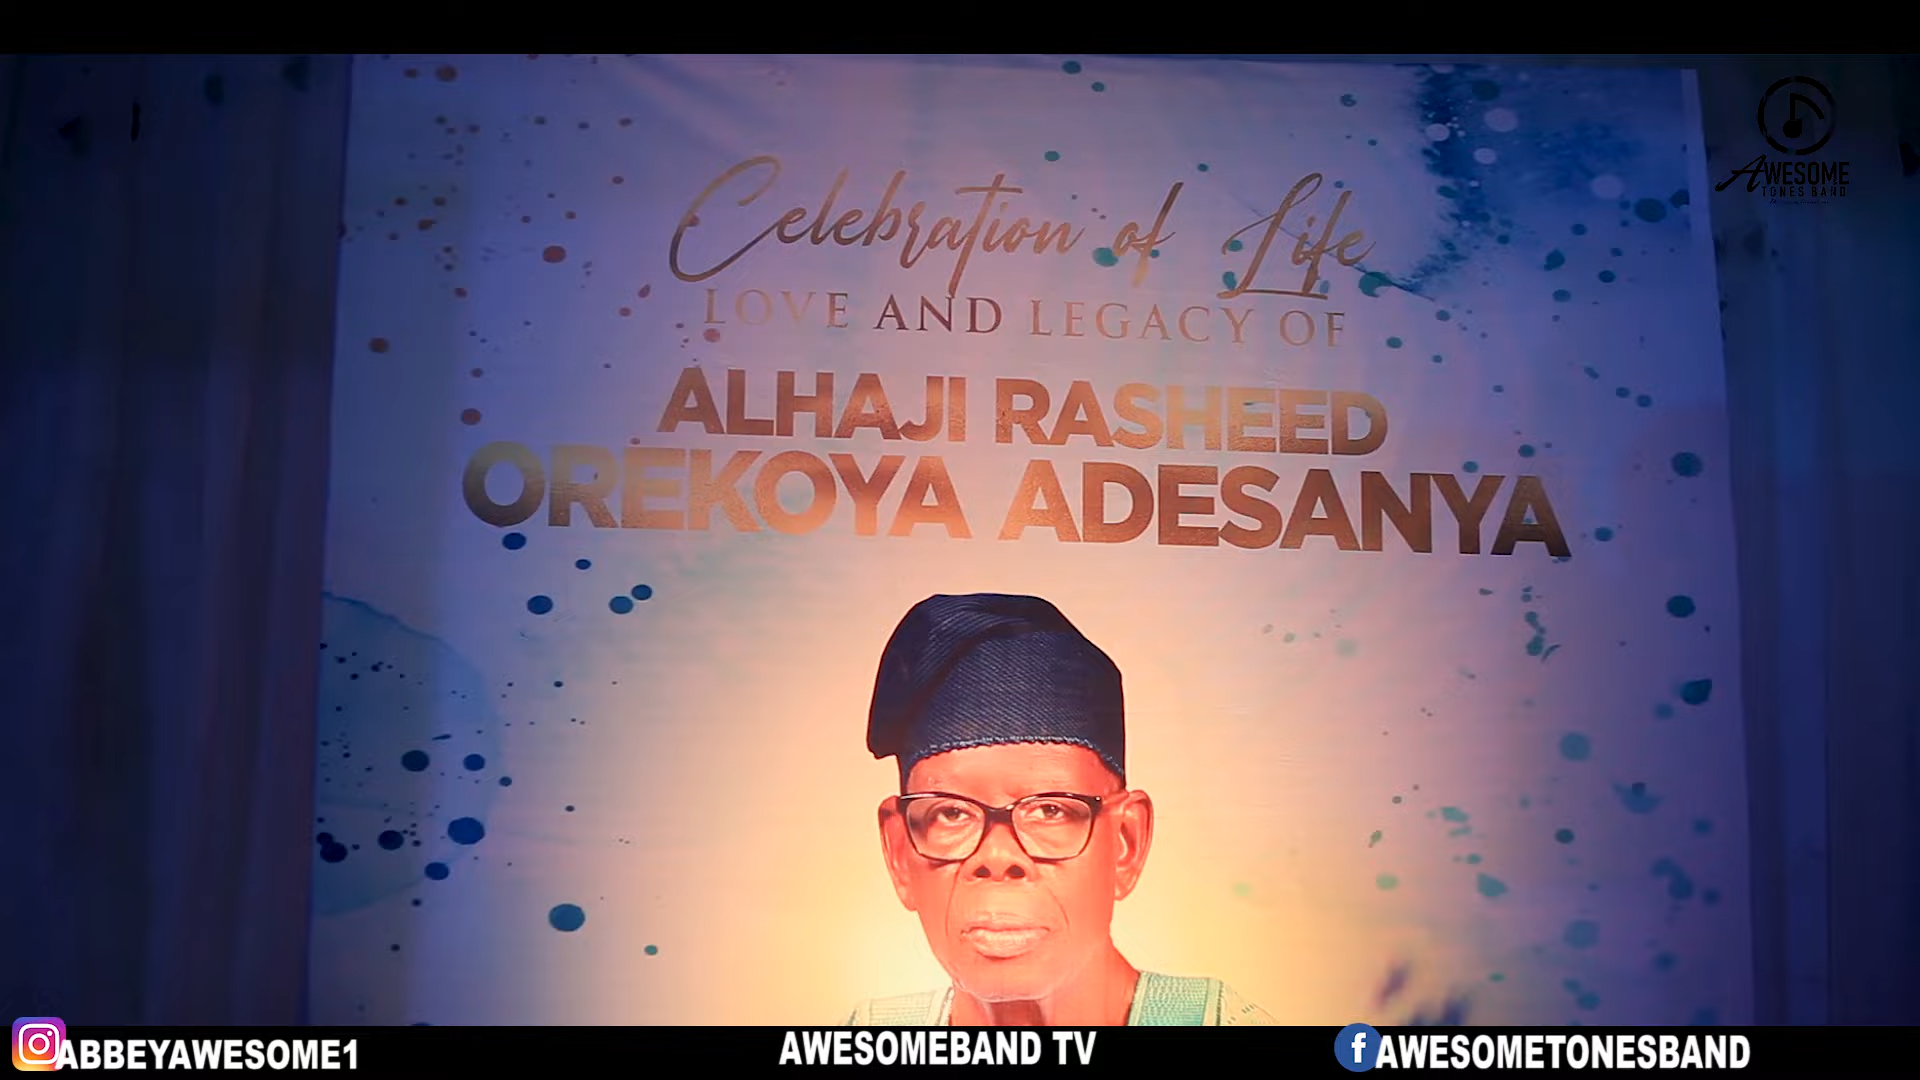 AWESOME
TONES BAND
Celebration of Life
LOVE AND LEGACY OF
ALHAJI RASHEED
OREKOYA ADESANYA
ABBEYAWESOME1
AWESOMEBAND TV
AWESOMETONESBAND